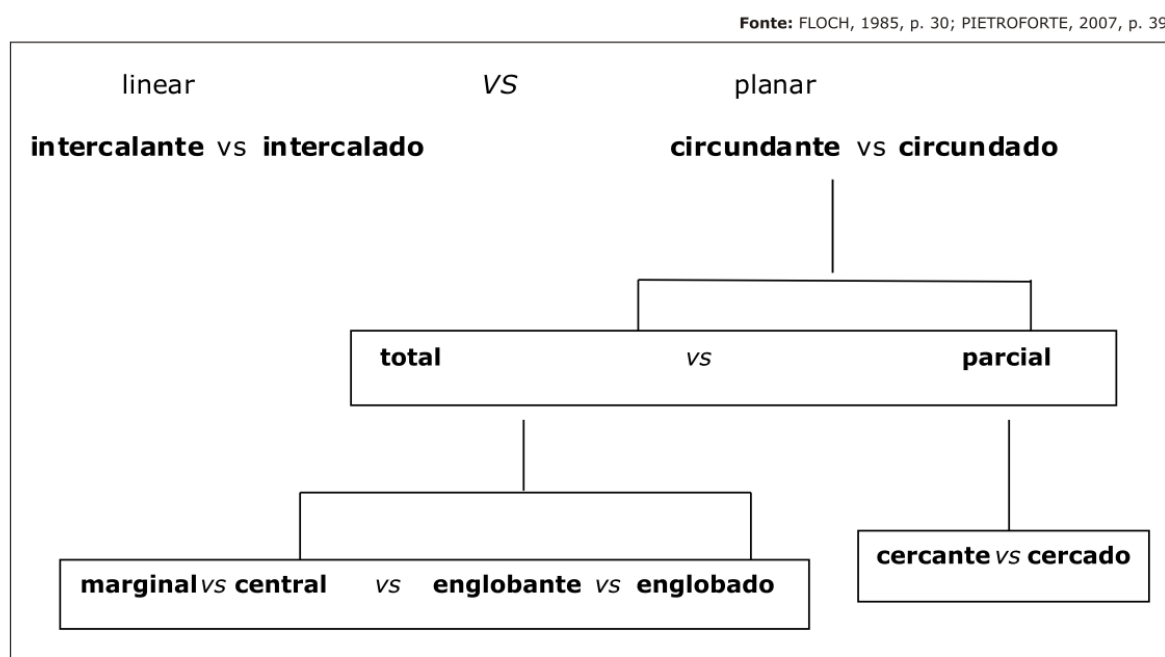 Fonte: FLOCH, 1985, p. 30; PIETROFORTE, 2007, p. 39
linear VS planar
intercalante vs intercalado circundante vs circundado
total vs parcial
cercante vs cercado
marginal vs central vs englobante vs englobado